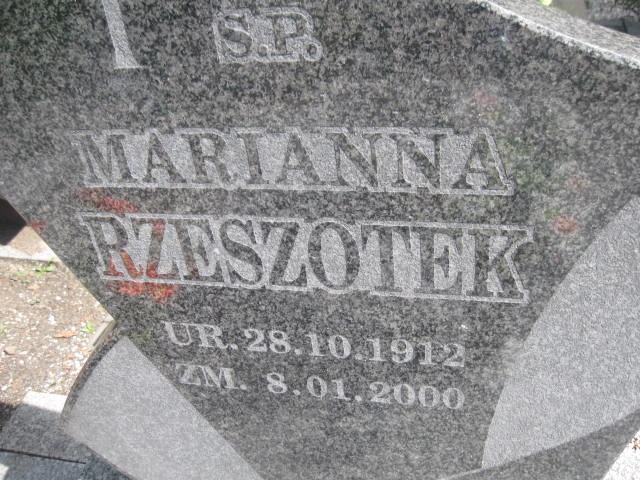 S.P.
MARIANNA
RZESZOTEK
UR. 28.10.1912
ZM. 8.01.2000